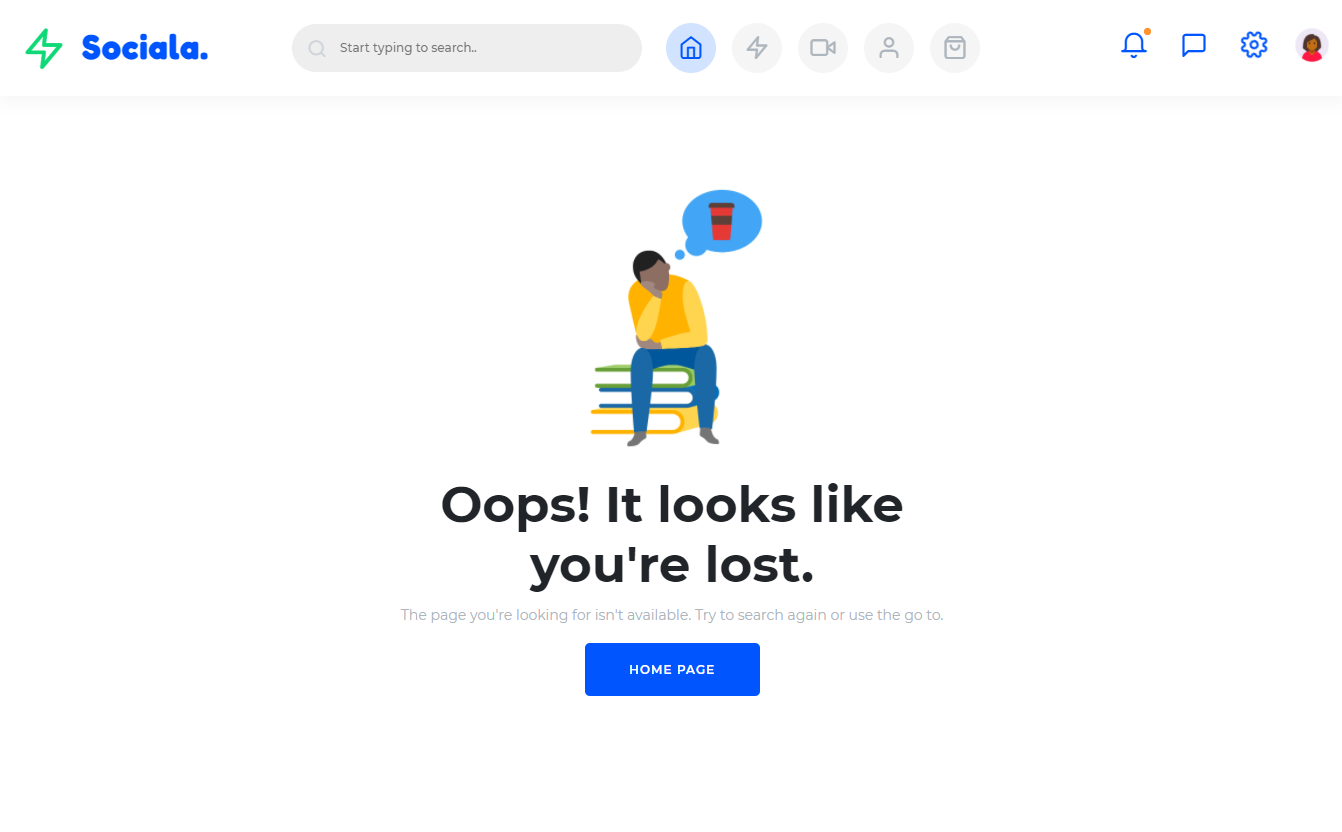 Sociala.
Start typing to search..
Oops! It looks like
you're lost.
The page you're looking for isn't available. Try to search again or use the go to.
HOME PAGE